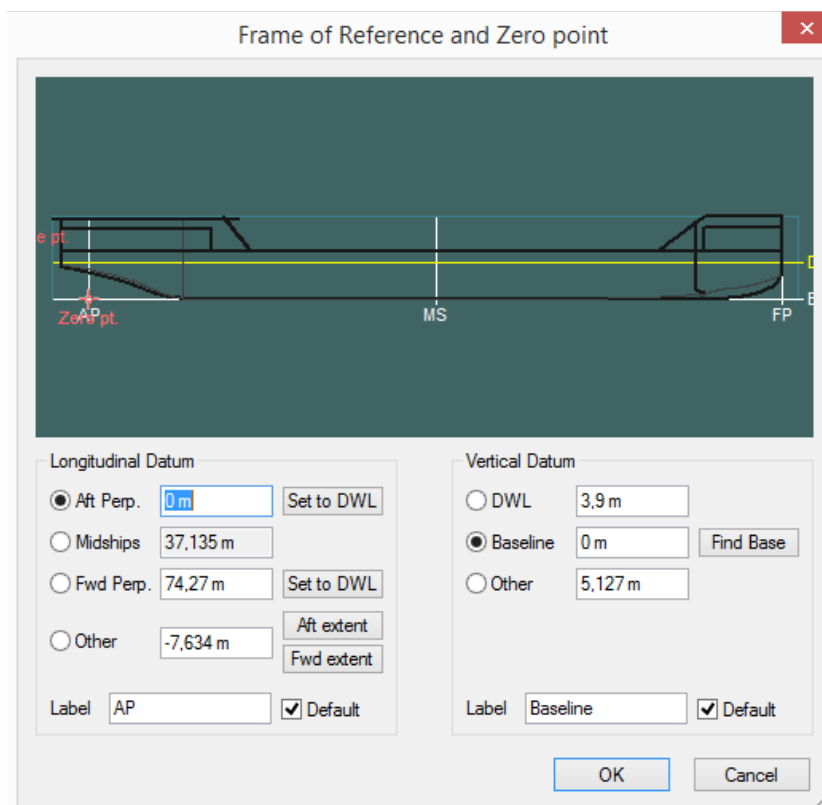 Frame of Reference and Zero point
e pt.
D
B
Zero pt.
AP
MS
FP
Longitudinal Datum
Aft Perp. 0 m Set to DWL
Midships 37,135 m
Fwd Perp. 74,27 m Set to DWL
Other -7,634 m Aft extent
Fwd extent
Label AP Default
Vertical Datum
DWL 3,9 m
Baseline 0 m Find Base
Other 5,127 m
Label Baseline Default
OK Cancel